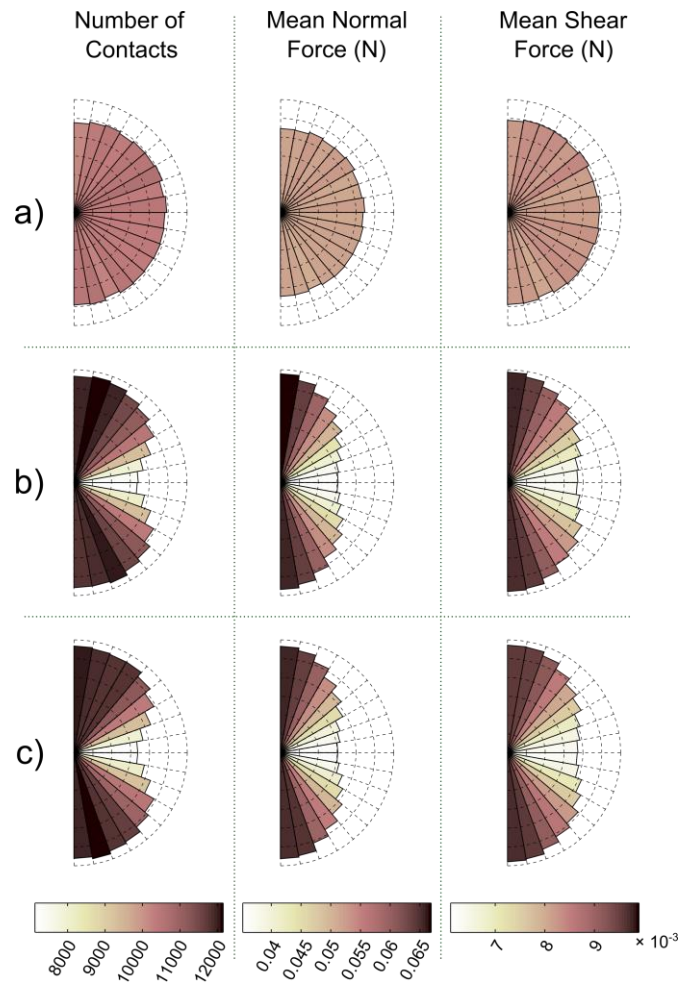 Number of
Contacts
Mean Normal
Force (N)
Mean Shear
Force (N)
a)
b)
c)
8000 9000 10000 11000 12000
0.04 0.045 0.05 0.055 0.06 0.065
7 8 9 × 10⁻³